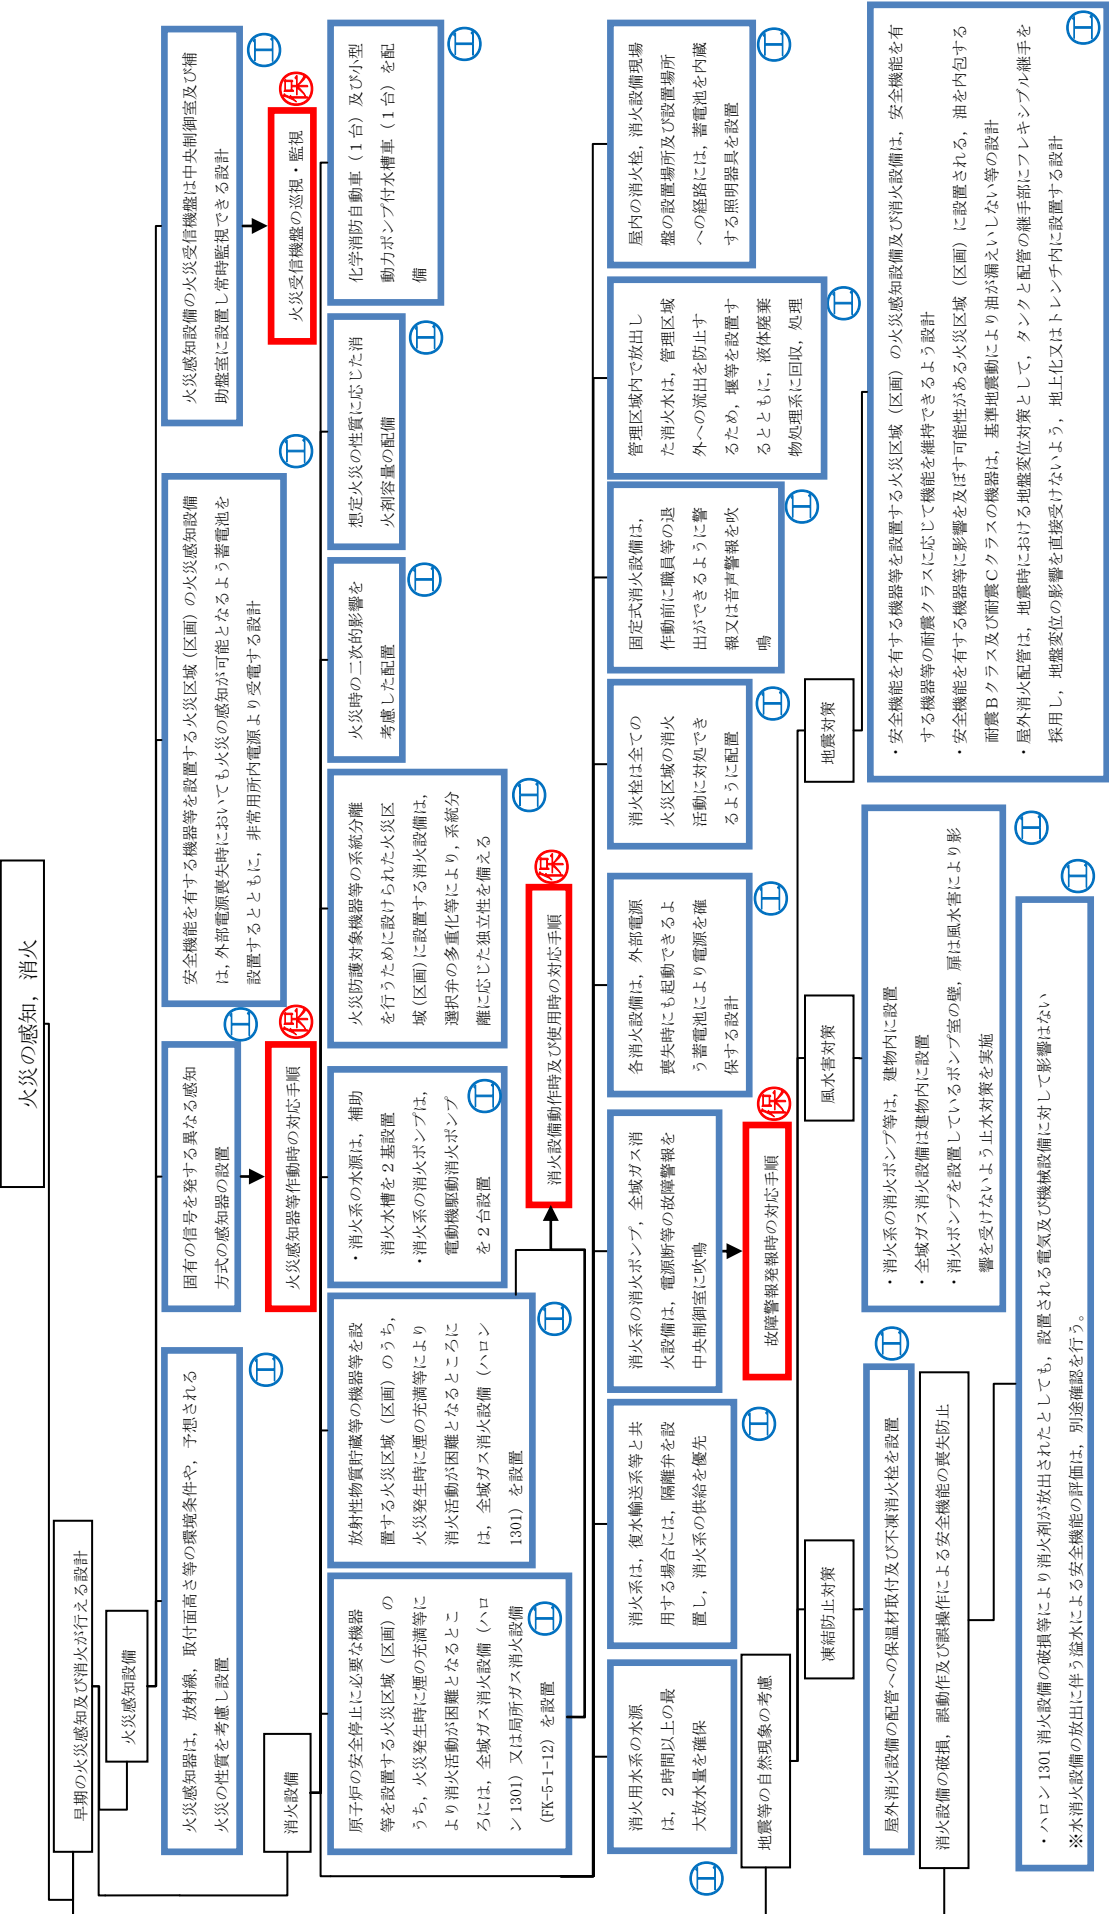 火災の感知，消火
早期の火災感知及び消火が行える設計
火災感知設備
火災感知器は，放射線，取付面高さ等の環境条件や，予想される
火災の性質を考慮し設置
工
固有の信号を発する異なる感知
方式の感知器の設置
工
火災感知器等作動時の対応手順
保
安全機能を有する機器等を設置する火災区域（区画）の火災感知設備
は，外部電源喪失時においても火災の感知が可能となるよう蓄電池を
設置するとともに，非常用所内電源より受電する設計
工
火災感知設備の火災受信機盤は中央制御室及び補
助盤室に設置し常時監視できる設計
工
火災受信機盤の巡視・監視
保
消火設備
原子炉の安全停止に必要な機器
等を設置する火災区域（区画）の
うち，火災発生時に煙の充満等に
より消火活動が困難となるとこ
ろには，全域ガス消火設備（ハロ
ン1301）又は局所ガス消火設備
（FK-5-1-12）を設置
工
放射性物質貯蔵等の機器等を設
置する火災区域（区画）のうち，
火災発生時に煙の充満等により
消火活動が困難となるところに
は，全域ガス消火設備（ハロン
1301）を設置
工
・消火系の水源は，補助
消火水槽を２基設置
・消火系の消火ポンプは，
電動機駆動消火ポンプ
を２台設置
工
消火設備動作時及び使用時の対応手順
保
火災防護対象機器等の系統分離
を行うために設けられた火災区
域（区画）に設置する消火設備は，
選択弁の多重化等により，系統分
離に応じた独立性を備える
工
火災時の二次的影響を
考慮した配置
工
想定火災の性質に応じた消
火剤容量の配備
工
化学消防自動車（１台）及び小型
動力ポンプ付水槽車（１台）を配
備
工
消火用水系の水源
は，２時間以上の最
大放水量を確保
工
消火系は，復水輸送系等と共
用する場合には，隔離弁を設
置し，消火系の供給を優先
工
消火系の消火ポンプ，全域ガス消
火設備は，電源断等の故障警報を
中央制御室に吹鳴
故障警報発報時の対応手順
保
各消火設備は，外部電源
喪失時にも起動できるよ
う蓄電池により電源を確
保する設計
工
消火栓は全ての
火災区域の消火
活動に対処でき
るように配置
工
固定式消火設備は，
作動前に職員等の退
出ができるように警
報又は音声警報を吹
鳴
工
管理区域内で放出し
た消火水は，管理区域
外への流出を防止す
るため，堰等を設置す
るとともに，液体廃棄
物処理系に回収，処理
工
屋内の消火栓，消火設備現場
盤の設置場所及び設置場所
への経路には，蓄電池を内蔵
する照明器具を設置
工
地震等の自然現象の考慮
凍結防止対策
屋外消火設備の配管への保温材取付及び不凍消火栓を設置
工
風水害対策
・消火系の消火ポンプ等は，建物内に設置
・全域ガス消火設備は建物内に設置
・消火ポンプを設置しているポンプ室の壁，扉は風水害により影
響を受けないよう止水対策を実施
工
地震対策
・安全機能を有する機器等を設置する火災区域（区画）の火災感知設備及び消火設備は，安全機能を有
する機器等の耐震クラスに応じて機能を維持できるよう設計
・安全機能を有する機器等に影響を及ぼす可能性がある火災区域（区画）に設置される，油を内包する
耐震Ｂクラス及び耐震Ｃクラスの機器は，基準地震動により油が漏えいしない等の設計
・屋外消火配管は，地震時における地盤変位対策として，タンクと配管の継手部にフレキシブル継手を
採用し，地盤変位の影響を直接受けないよう，地上化又はトレンチ内に設置する設計
工
消火設備の破損，誤動作及び誤操作による安全機能の喪失防止
・ハロン1301消火設備の破損等により消火剤が放出されたとしても，設置される電気及び機械設備に対して影響はない
※水消火設備の放出に伴う溢水による安全機能の評価は，別途確認を行う。
工